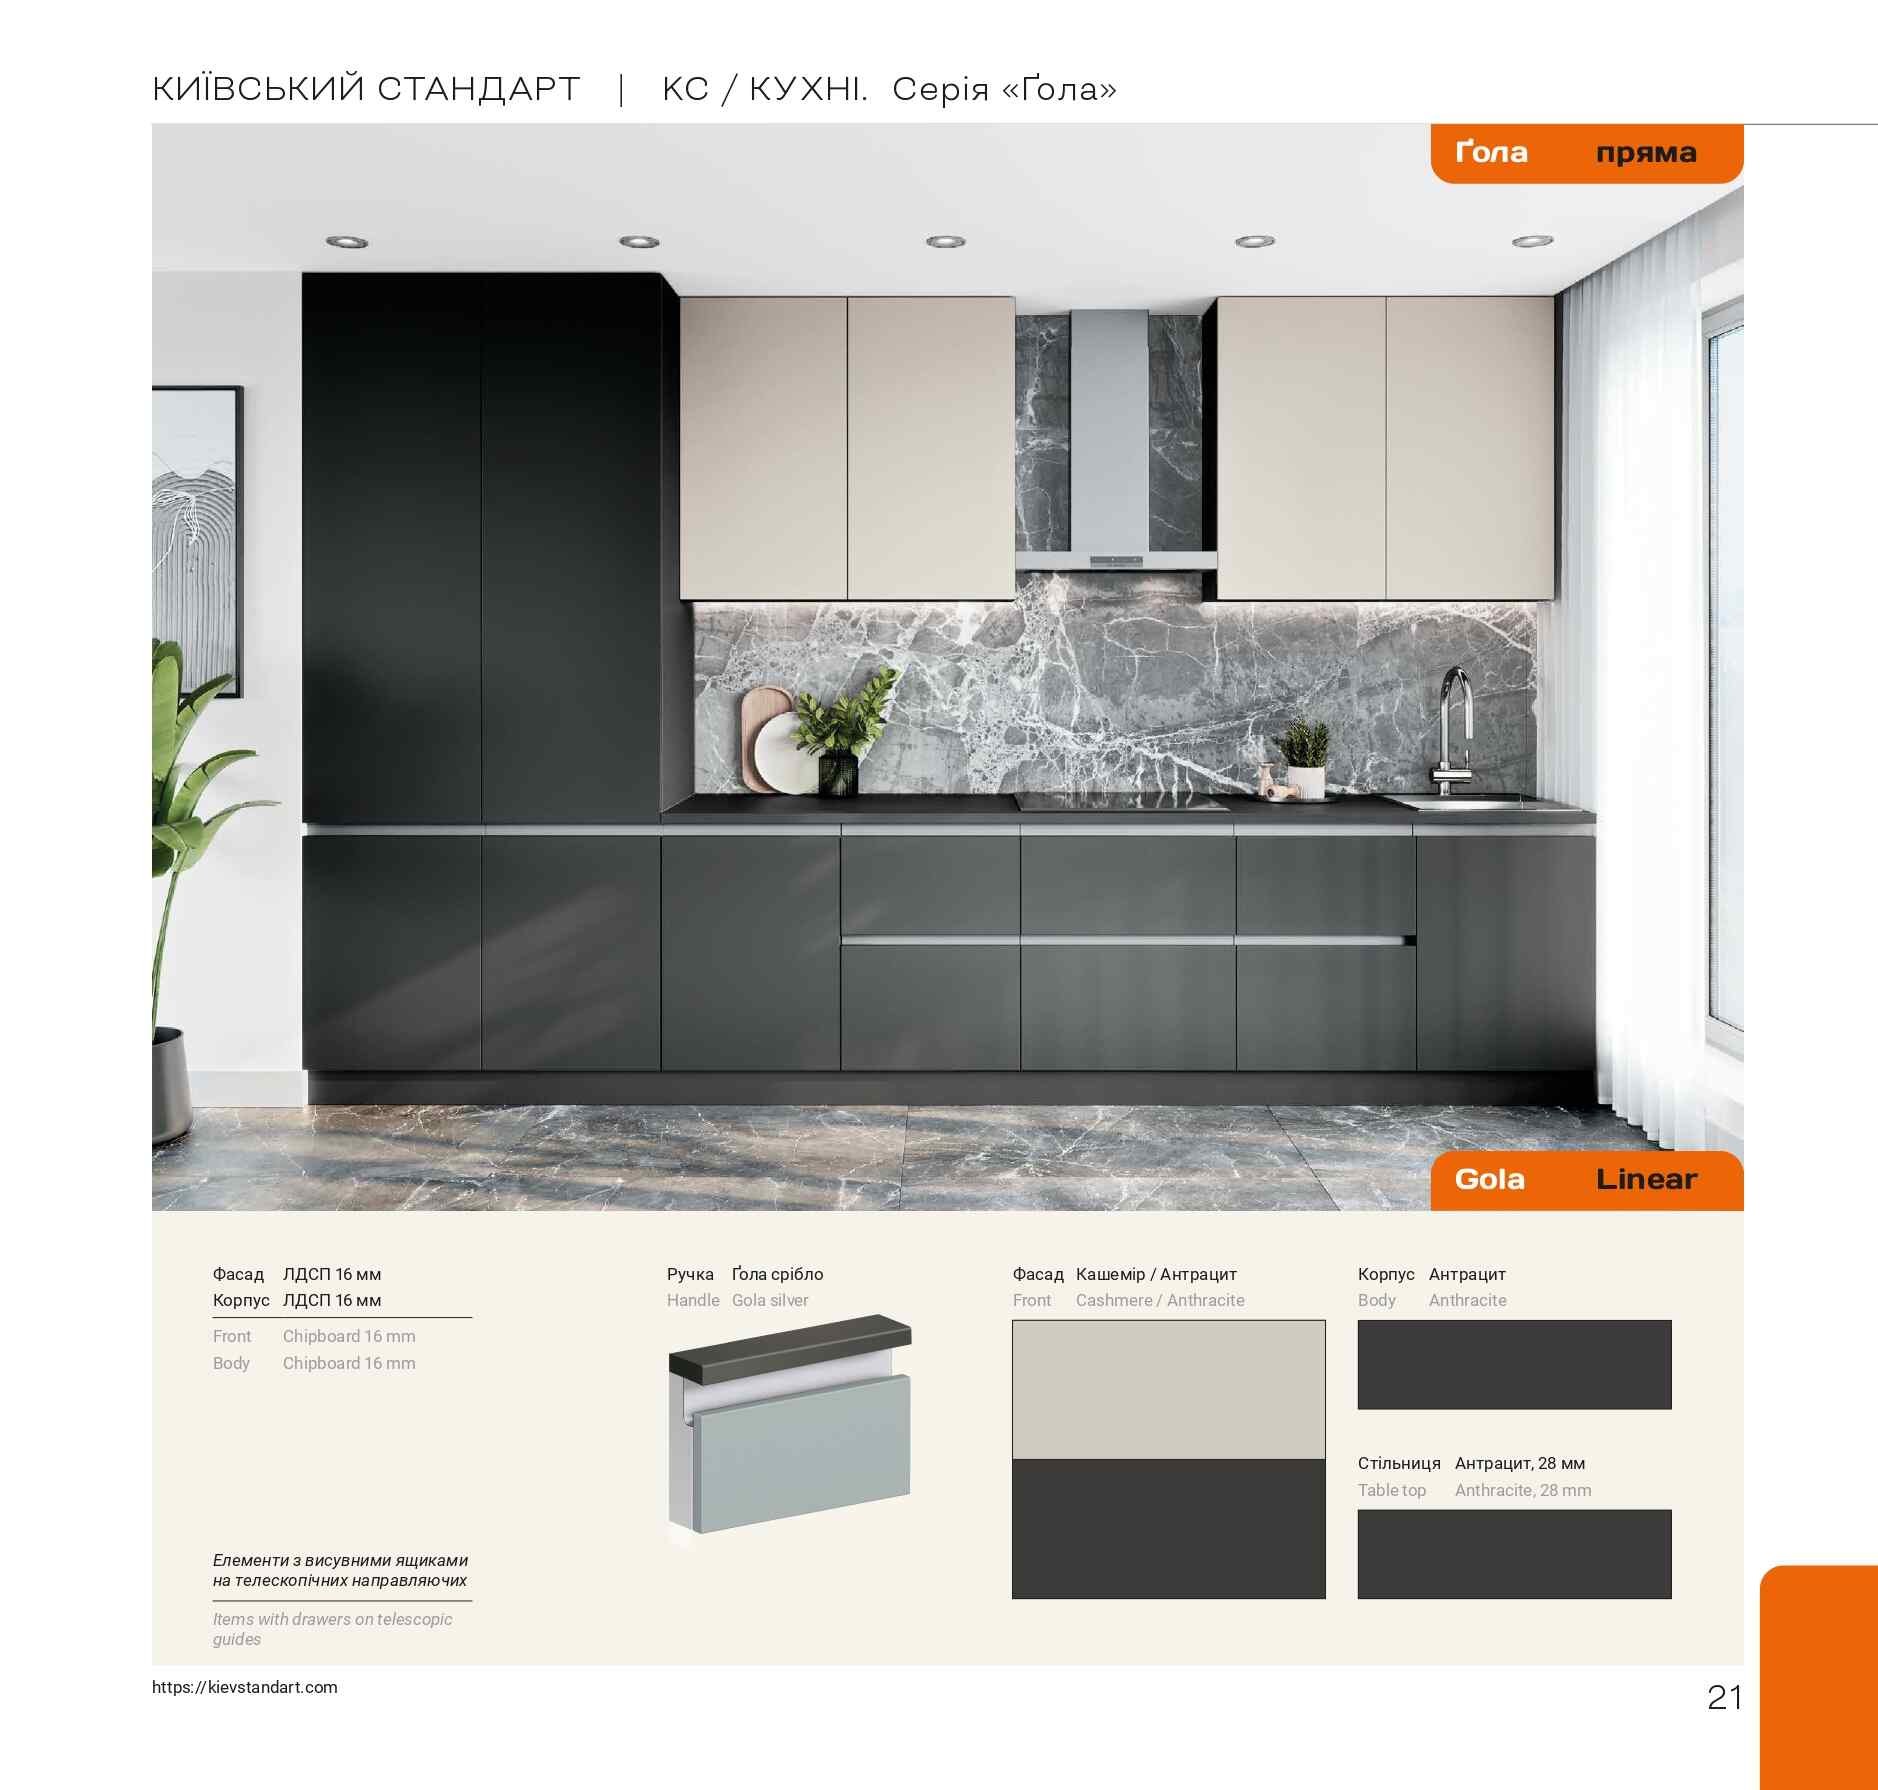 КИЇВСЬКИЙ СТАНДАРТ | КС / КУХНІ. Серія «Ґола»
Ґола пряма
Gola Linear
Фасад ЛДСП 16 мм
Корпус ЛДСП 16 мм
Front Chipboard 16 mm
Body Chipboard 16 mm
Елементи з висувними ящиками
на телескопічних направляючих
Items with drawers on telescopic
guides
Ручка Ґола срібло
Handle Gola silver
Фасад Кашемір / Антрацит
Front Cashmere / Anthracite
Корпус Антрацит
Body Anthracite
Стільниця Антрацит, 28 мм
Table top Anthracite, 28 mm
https://kievstandart.com
21